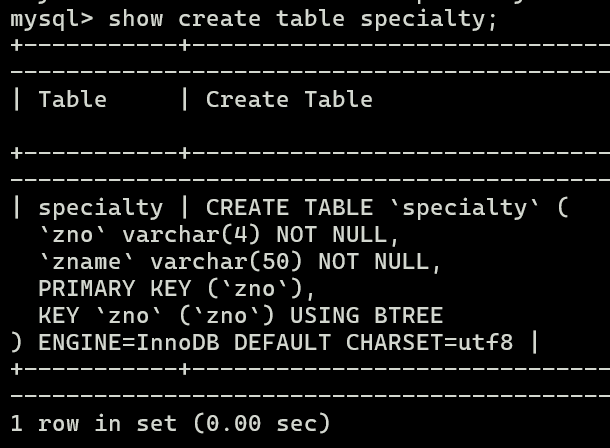 mysql> show create table specialty;
+-----------+------------------------------
-------------------------------------------
| Table     | Create Table
+-----------+------------------------------
-------------------------------------------
| specialty | CREATE TABLE `specialty` (
  `zno` varchar(4) NOT NULL,
  `zname` varchar(50) NOT NULL,
  PRIMARY KEY (`zno`),
  KEY `zno` (`zno`) USING BTREE
) ENGINE=InnoDB DEFAULT CHARSET=utf8 |
+-----------+------------------------------
-------------------------------------------
1 row in set (0.00 sec)